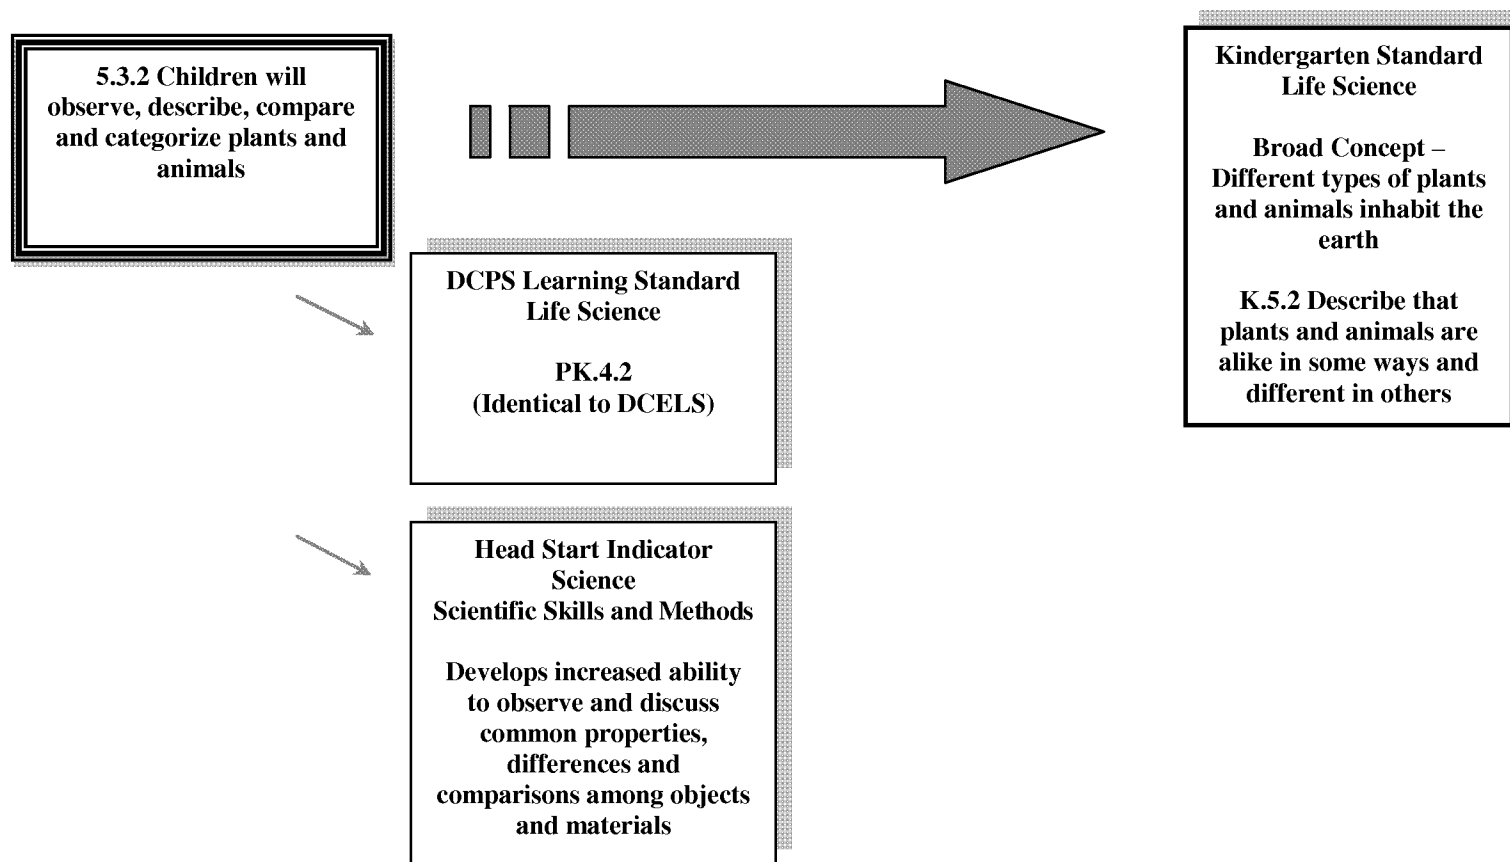 5.3.2 Children will
observe, describe, compare
and categorize plants and
animals
Kindergarten Standard
Life Science
Broad Concept –
Different types of plants
and animals inhabit the
earth
K.5.2 Describe that
plants and animals are
alike in some ways and
different in others
DCPS Learning Standard
Life Science
PK.4.2
(Identical to DCELS)
Head Start Indicator
Science
Scientific Skills and Methods
Develops increased ability
to observe and discuss
common properties,
differences and
comparisons among objects
and materials